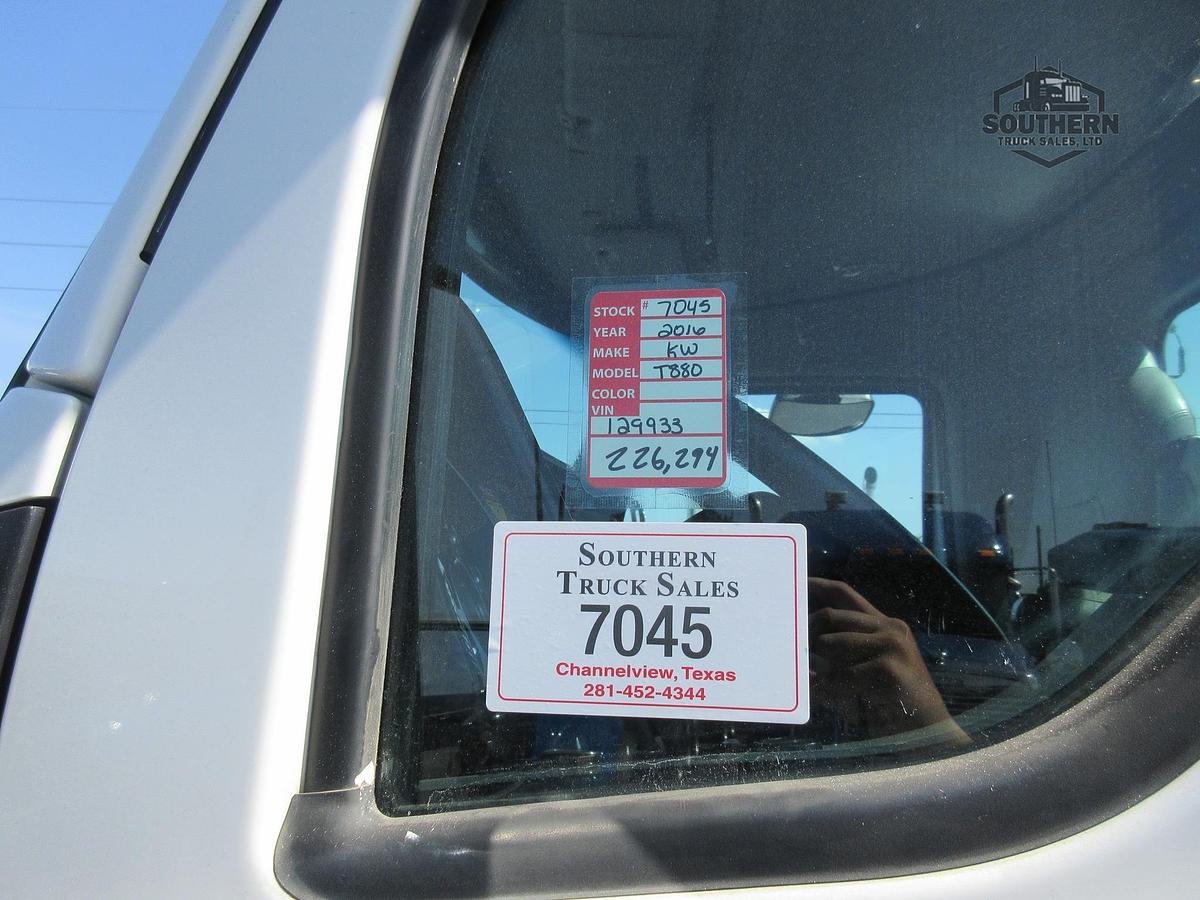 SOUTHERN
TRUCK SALES, LTD
STOCK # 7045
YEAR 2016
MAKE KW
MODEL T880
COLOR
VIN
129933
226,294
SOUTHERN
TRUCK SALES
7045
Channelview, Texas
281-452-4344